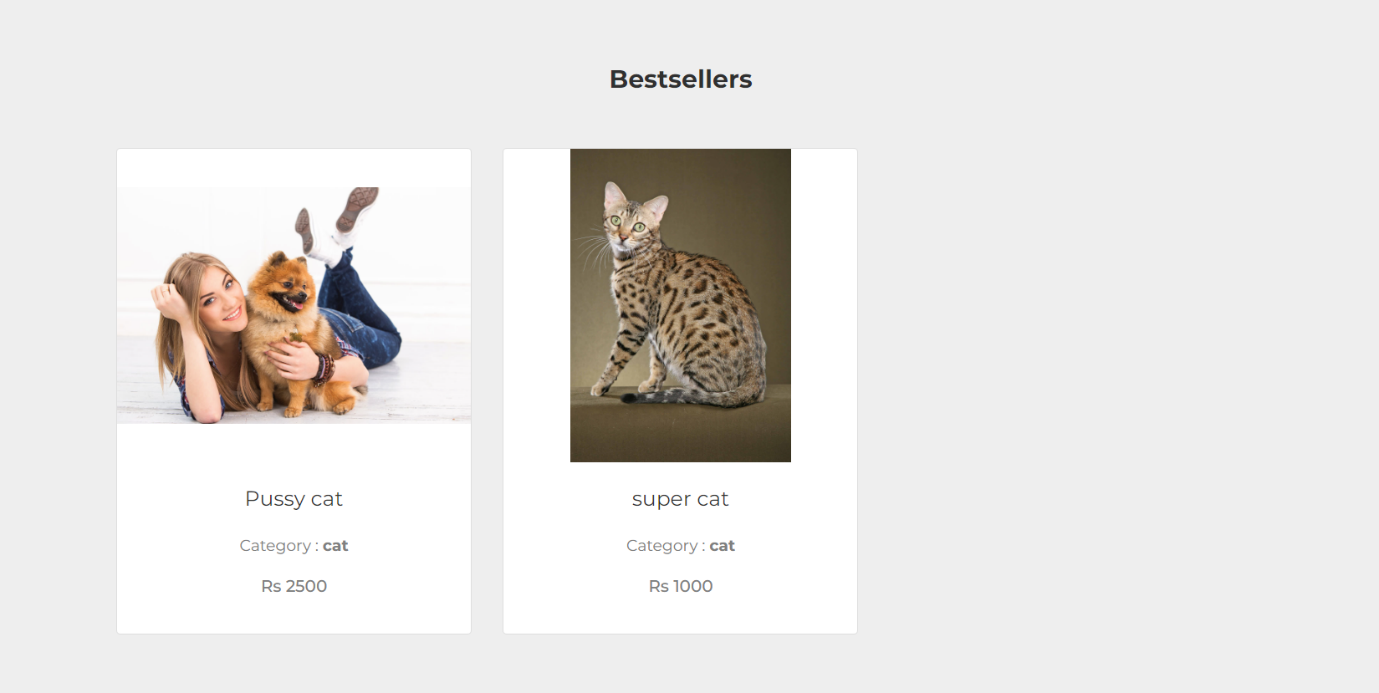 Bestsellers
Pussy cat
Category : cat
Rs 2500
super cat
Category : cat
Rs 1000